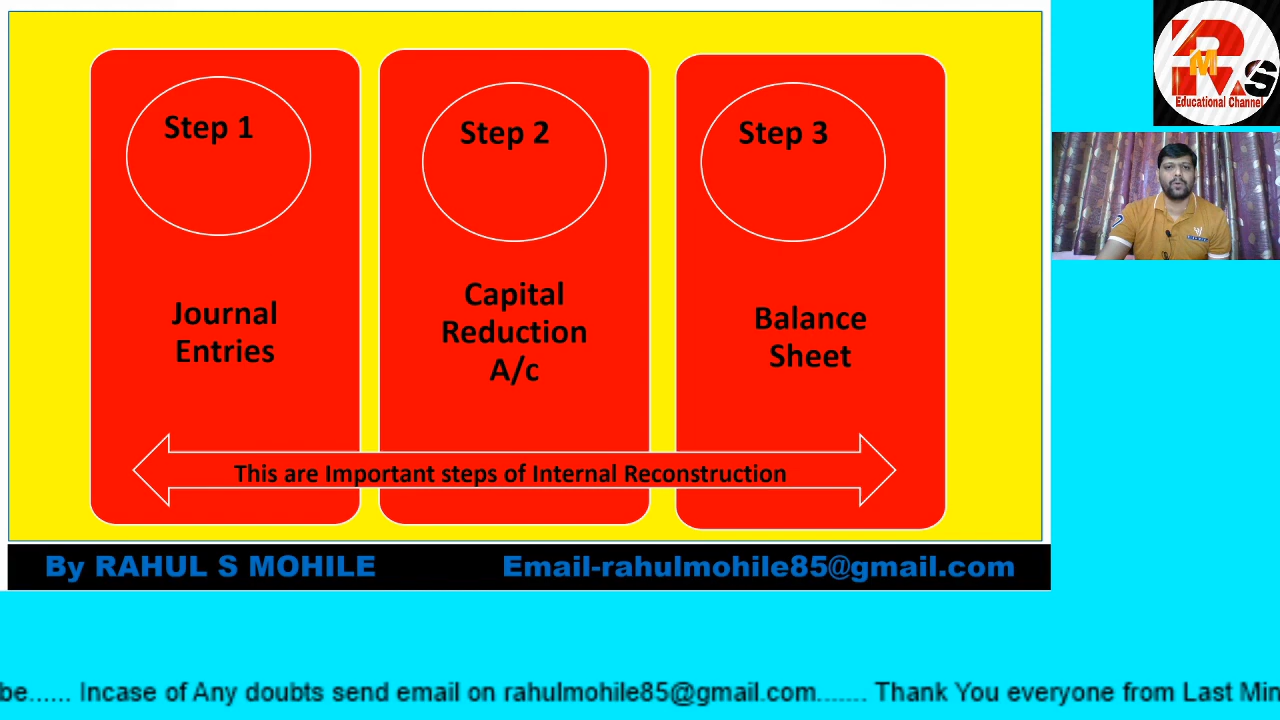 Step 1
Step 2
Step 3
Journal
Entries
Capital
Reduction
A/c
Balance
Sheet
This are Important steps of Internal Reconstruction
By RAHUL S MOHILE
Email-rahulmohile85@gmail.com
RMS
Educational Channel
be...... Incase of Any doubts send email on rahulmohile85@gmail.com....... Thank You everyone from Last Min